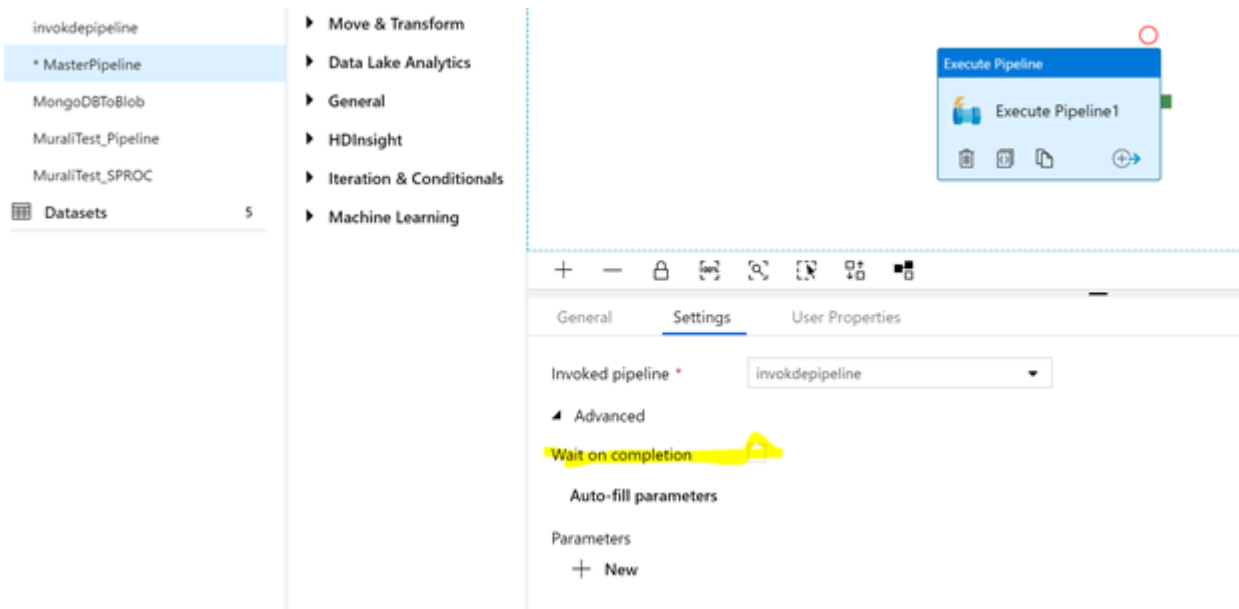 invokdepipeline
* MasterPipeline
MongoDBToBlob
MuraliTest_Pipeline
MuraliTest_SPROC
Datasets 5
Move & Transform
Data Lake Analytics
General
HDInsight
Iteration & Conditionals
Machine Learning
Execute Pipeline
Execute Pipeline1
100%
General Settings User Properties
Invoked pipeline * invokdepipeline
Advanced
Wait on completion
Auto-fill parameters
Parameters
New